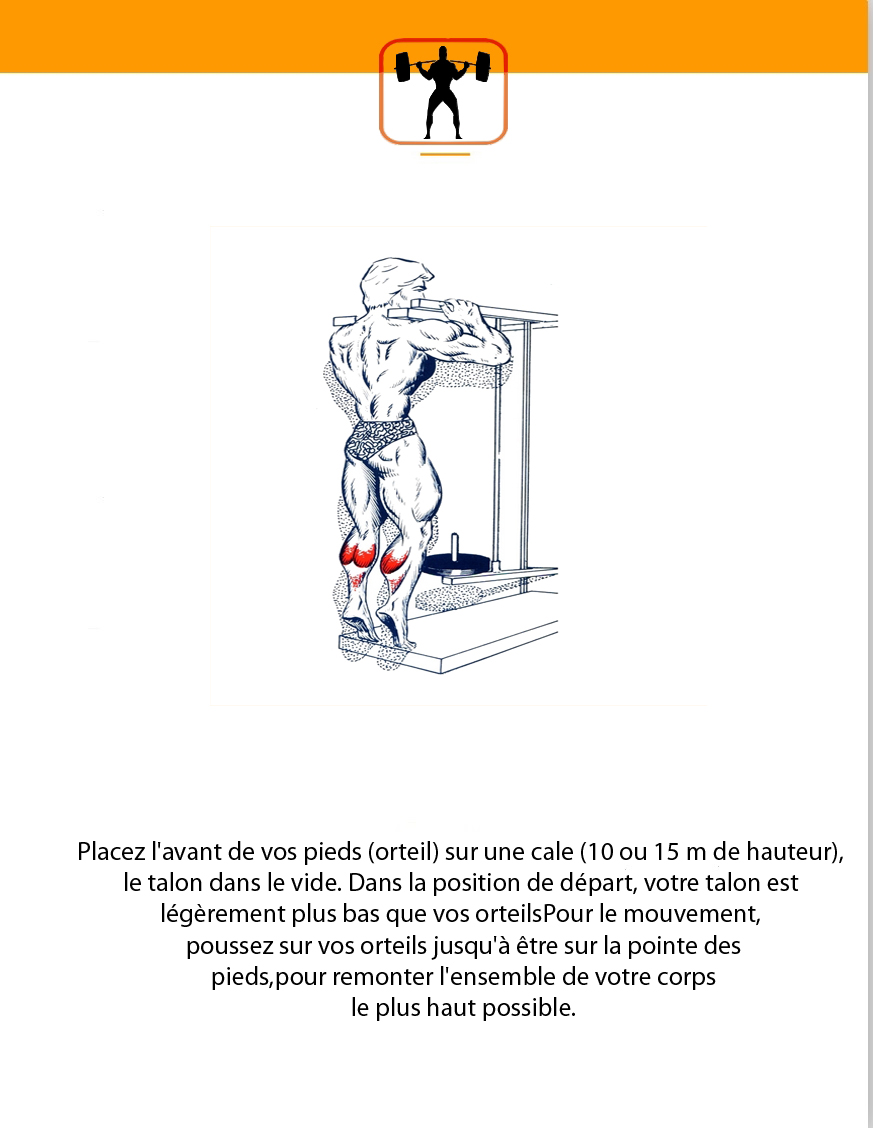 Placez l'avant de vos pieds (orteil) sur une cale (10 ou 15 m de hauteur),
le talon dans le vide. Dans la position de départ, votre talon est
légèrement plus bas que vos orteilsPour le mouvement,
poussez sur vos orteils jusqu'à être sur la pointe des
pieds,pour remonter l'ensemble de votre corps
le plus haut possible.